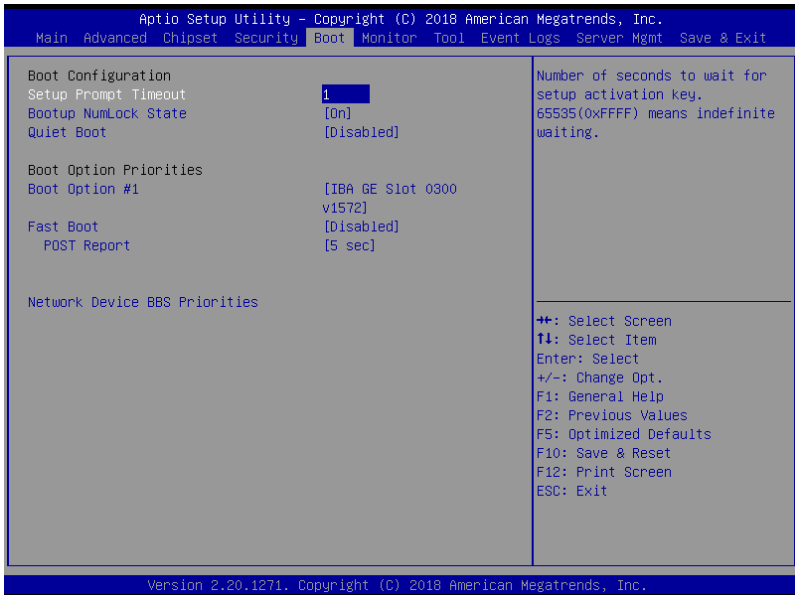 Aptio Setup Utility – Copyright (C) 2018 American Megatrends, Inc.
Main Advanced Chipset Security Boot Monitor Tool Event Logs Server Mgmt Save & Exit
Boot Configuration
Setup Prompt Timeout 1
Bootup NumLock State [On]
Quiet Boot [Disabled]
Boot Option Priorities
Boot Option #1 [IBA GE Slot 0300
v1572]
Fast Boot [Disabled]
POST Report [5 sec]
Network Device BBS Priorities
Number of seconds to wait for
setup activation key.
65535(0xFFFF) means indefinite
waiting.
→←: Select Screen
↑↓: Select Item
Enter: Select
+/-: Change Opt.
F1: General Help
F2: Previous Values
F5: Optimized Defaults
F10: Save & Reset
F12: Print Screen
ESC: Exit
Version 2.20.1271. Copyright (C) 2018 American Megatrends, Inc.